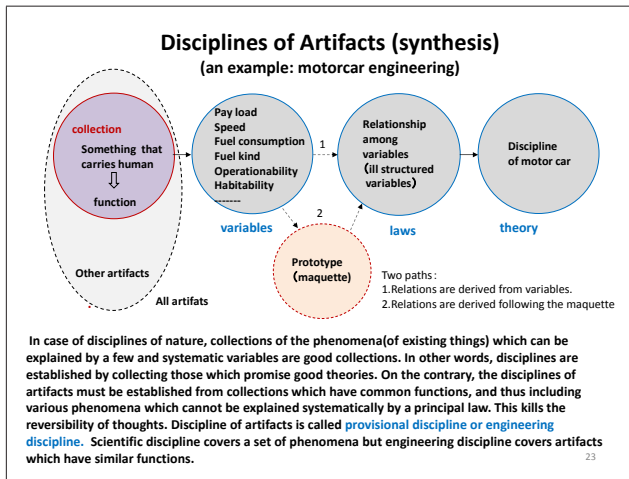 Disciplines of Artifacts (synthesis)
(an example: motorcar engineering)
collection
Something that
carries human
function
Other artifacts
All artifats
Pay load
Speed
Fuel consumption
Fuel kind
Operationability
Habitability
-------
variables
1
2
Prototype
(maquette)
Relationship
among
variables
(ill structured
variables)
laws
Discipline
of motor car
theory
Two paths :
1.Relations are derived from variables.
2.Relations are derived following the maquette
In case of disciplines of nature, collections of the phenomena(of existing things) which can be
explained by a few and systematic variables are good collections. In other words, disciplines are
established by collecting those which promise good theories. On the contrary, the disciplines of
artifacts must be established from collections which have common functions, and thus including
various phenomena which cannot be explained systematically by a principal law. This kills the
reversibility of thoughts. Discipline of artifacts is called provisional discipline or engineering
discipline. Scientific discipline covers a set of phenomena but engineering discipline covers artifacts
which have similar functions.
23